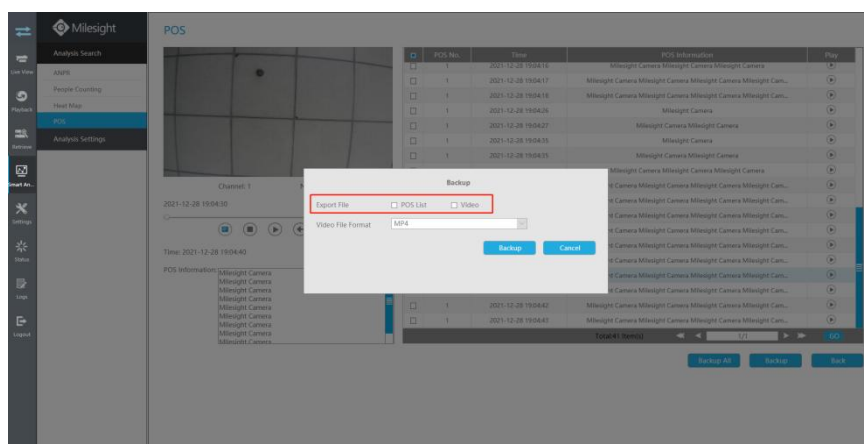 Milesight
POS
Analysis Search
ANPR
People Counting
Heat Map
POS
Analysis Settings
Live View
Playback
Retrieve
Smart An...
Settings
Status
Logs
Logout
Channel: 1
2021-12-28 19:04:30
Time: 2021-12-28 19:04:40
POS Information:
Milesight Camera
Milesight Camera
Milesight Camera
Milesight Camera
Milesight Camera
Milesight Camera
Milesight Camera
Milesight Camera
Milesight Camera
POS No. Time POS Information Play
1 2021-12-28 19:04:16 Milesight Camera Milesight Camera Milesight Camera
1 2021-12-28 19:04:17 Milesight Camera Milesight Camera Milesight Cam...
1 2021-12-28 19:04:18 Milesight Camera Milesight Camera Milesight Cam...
1 2021-12-28 19:04:26 Milesight Camera
1 2021-12-28 19:04:27 Milesight Camera Milesight Camera
1 2021-12-28 19:04:35 Milesight Camera
1 2021-12-28 19:04:35 Milesight Camera Milesight Camera
Milesight Camera Milesight Camera Milesight Camera
Backup
Export File POS List Video
Video File Format MP4
Backup Cancel
1 2021-12-28 19:04:42 Milesight Camera Milesight Camera Milesight Cam...
1 2021-12-28 19:04:43 Milesight Camera Milesight Camera Milesight Cam...
Total:41 Item(s) 1/1 GO
Backup All Backup Back